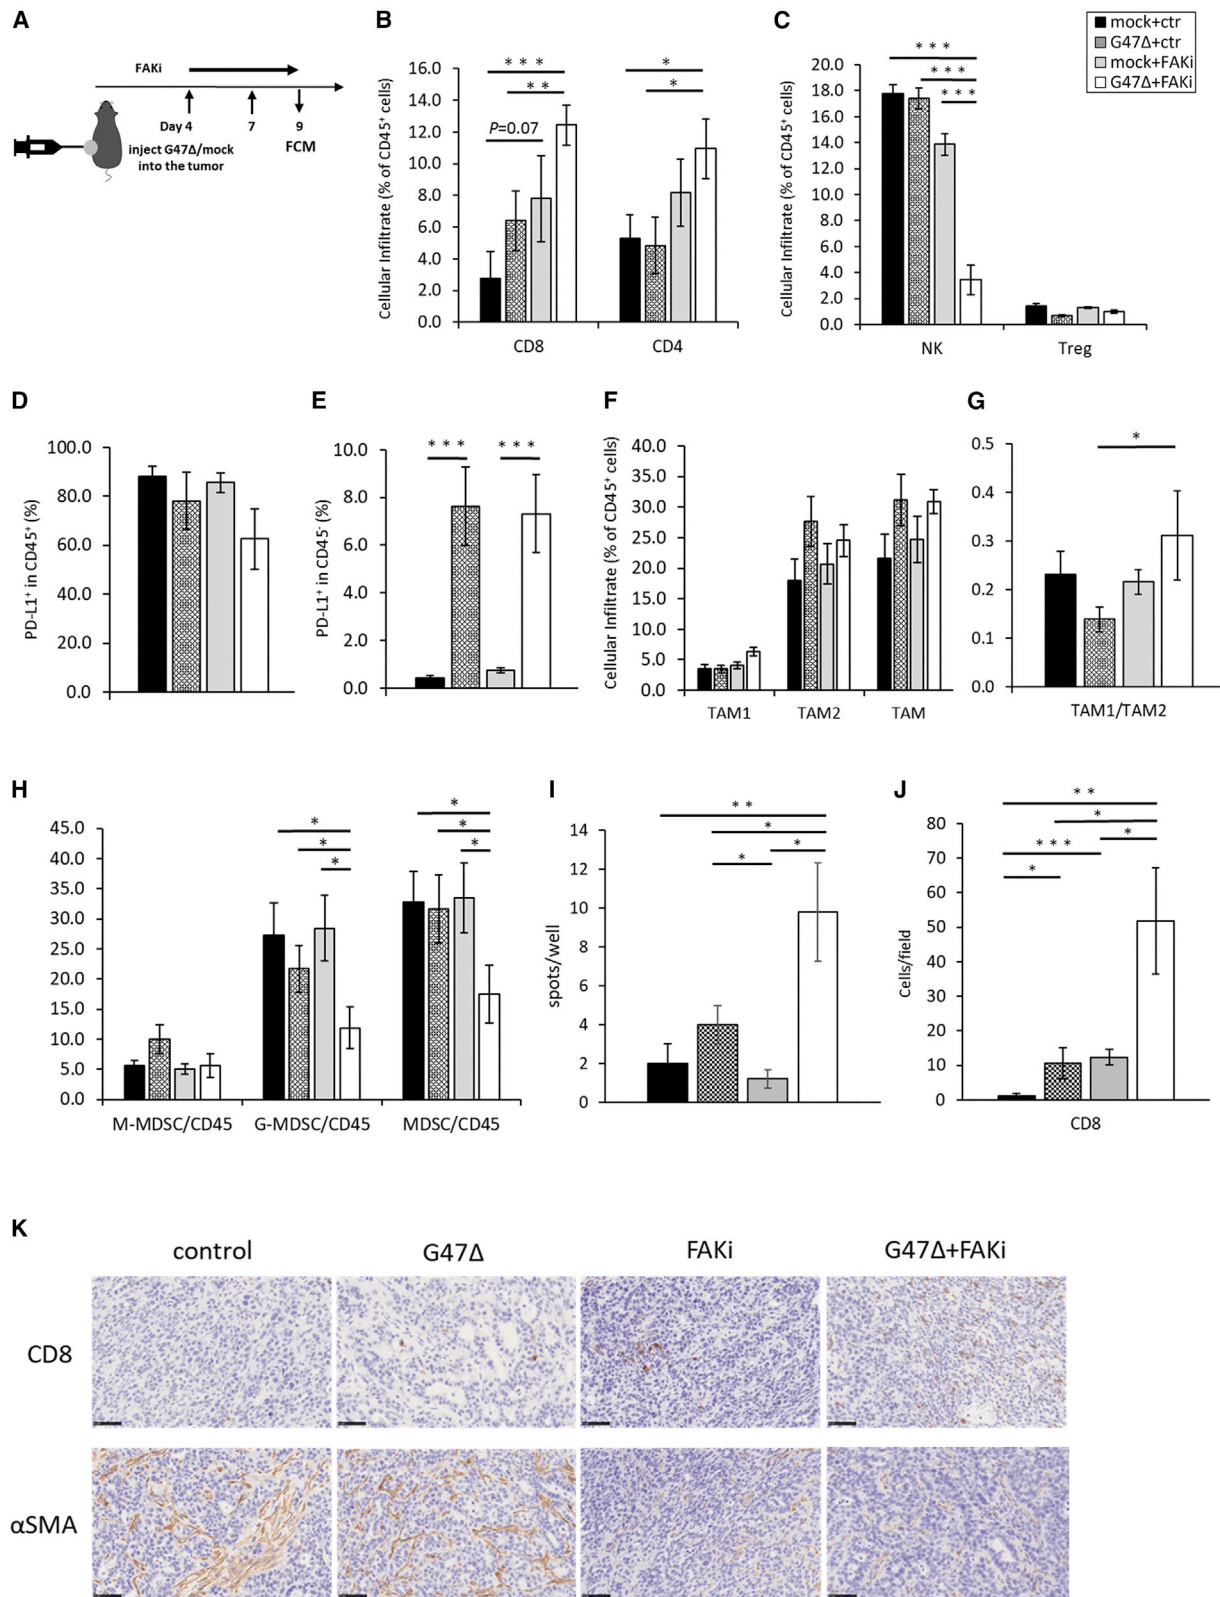 A
FAKi
Day 4
7
9
inject G47Δ/mock
into the tumor
FCM
B
Cellular Infiltrate (% of CD45⁺ cells)
16.0
14.0
12.0
10.0
8.0
6.0
4.0
2.0
0.0
* * *
* *
P=0.07
*
*
CD8
CD4
C
Cellular Infiltrate (% of CD45⁺ cells)
20.0
18.0
16.0
14.0
12.0
10.0
8.0
6.0
4.0
2.0
0.0
* * *
* * *
* * *
NK
Treg
mock+ctr
G47Δ+ctr
mock+FAKi
G47Δ+FAKi
D
PD-L1⁺ in CD45⁺ (%)
100.0
80.0
60.0
40.0
20.0
0.0
E
PD-L1⁺ in CD45⁻ (%)
10.0
8.0
6.0
4.0
2.0
0.0
* * *
* * *
F
Cellular Infiltrate (% of CD45⁺ cells)
40.0
35.0
30.0
25.0
20.0
15.0
10.0
5.0
0.0
TAM1
TAM2
TAM
G
0.5
0.4
0.3
0.2
0.1
0.0
*
TAM1/TAM2
H
45.0
40.0
35.0
30.0
25.0
20.0
15.0
10.0
5.0
0.0
*
*
*
*
*
*
M-MDSC/CD45
G-MDSC/CD45
MDSC/CD45
I
spots/well
14
12
10
8
6
4
2
0
* *
*
*
*
J
Cells/field
80
70
60
50
40
30
20
10
0
* *
*
*
* * *
*
CD8
K
control
G47Δ
FAKi
G47Δ+FAKi
CD8
αSMA